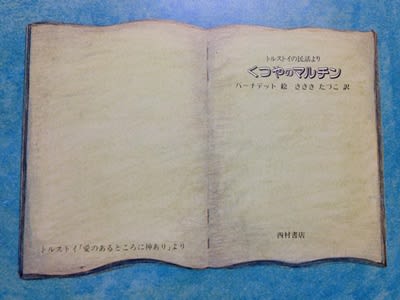 トルストイ「愛のあるところに神あり」より
トルストイの民話より
くつやのマルチン
バーナデット 絵 ささき たづこ 訳
西村書店